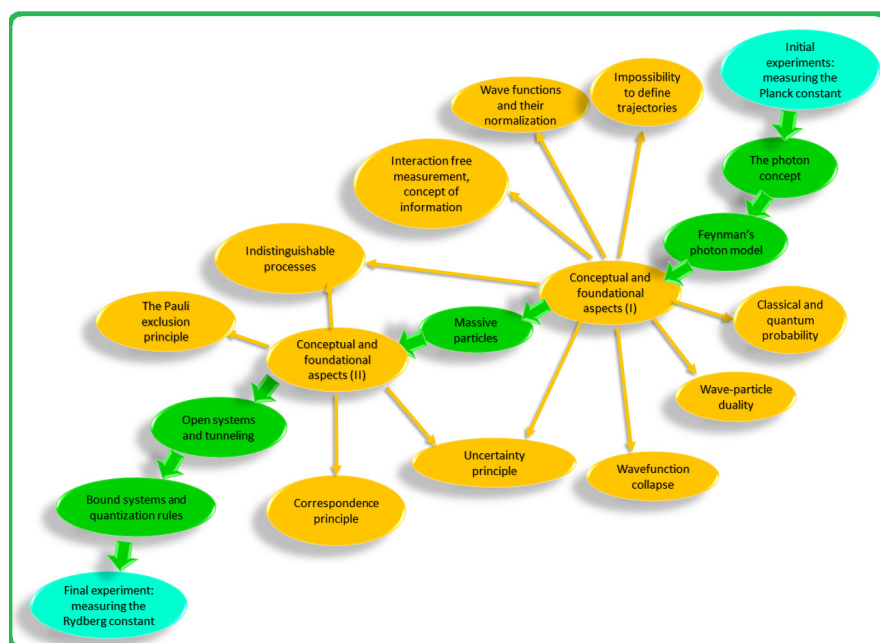 Initial
experiments:
measuring the
Planck constant
Impossibility
to define
trajectories
Wave functions
and their
normalization
The photon
concept
Interaction free
measurement,
concept of
information
Feynman's
photon model
Indistinguishable
processes
Conceptual and
foundational
aspects (I)
Classical and
quantum
probability
The Pauli
exclusion
principle
Massive
particles
Conceptual and
foundational
aspects (II)
Wave-particle
duality
Open systems
and tunneling
Uncertainty
principle
Wavefunction
collapse
Bound systems and
quantization rules
Correspondence
principle
Final experiment:
measuring the
Rydberg constant